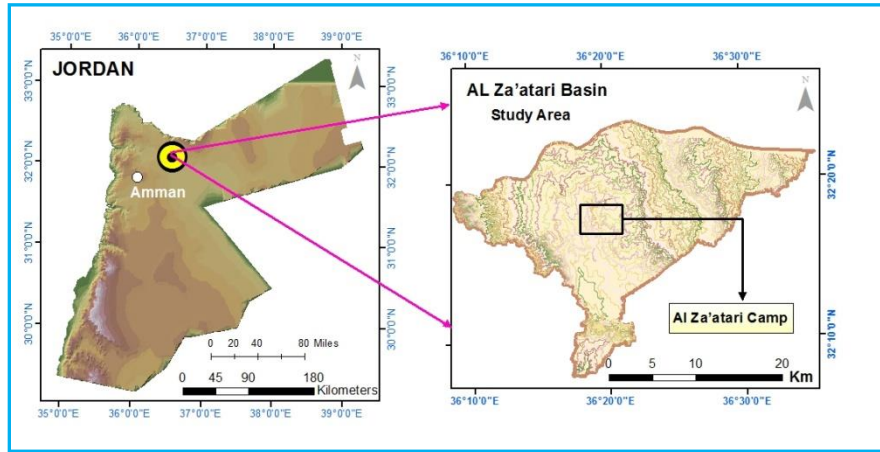 35°0'0"E 36°0'0"E 37°0'0"E 38°0'0"E 39°0'0"E
JORDAN
N
33°0'0"N
32°0'0"N
31°0'0"N
30°0'0"N
33°0'0"N
32°0'0"N
31°0'0"N
30°0'0"N
Amman
0 20 40 80 Miles
0 45 90 180
Kilometers
35°0'0"E 36°0'0"E 37°0'0"E 38°0'0"E 39°0'0"E
36°10'0"E 36°20'0"E 36°30'0"E
AL Za'atari Basin
Study Area
N
32°20'0"N
32°10'0"N
Al Za'atari Camp
0 5 10 20
Km
36°10'0"E 36°20'0"E 36°30'0"E